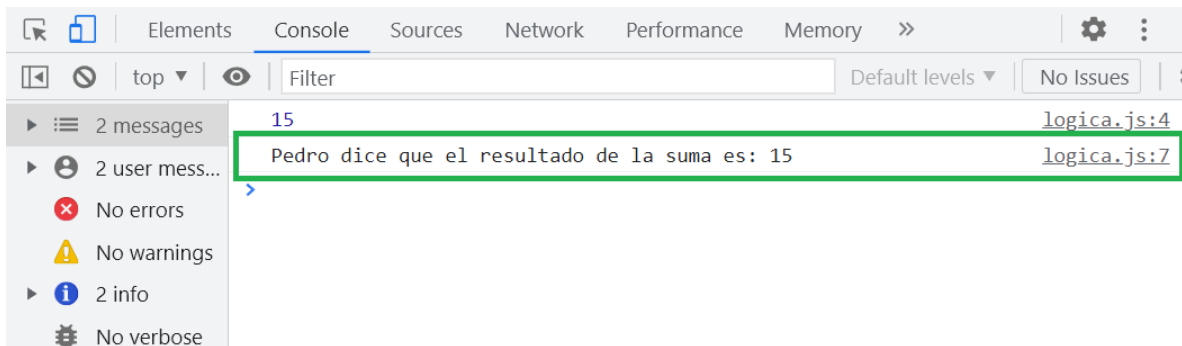 Elements Console Sources Network Performance Memory »
top ▼ Filter Default levels ▼ No Issues
2 messages
15 logica.js:4
2 user mess...
Pedro dice que el resultado de la suma es: 15 logica.js:7
No errors
No warnings
2 info
No verbose